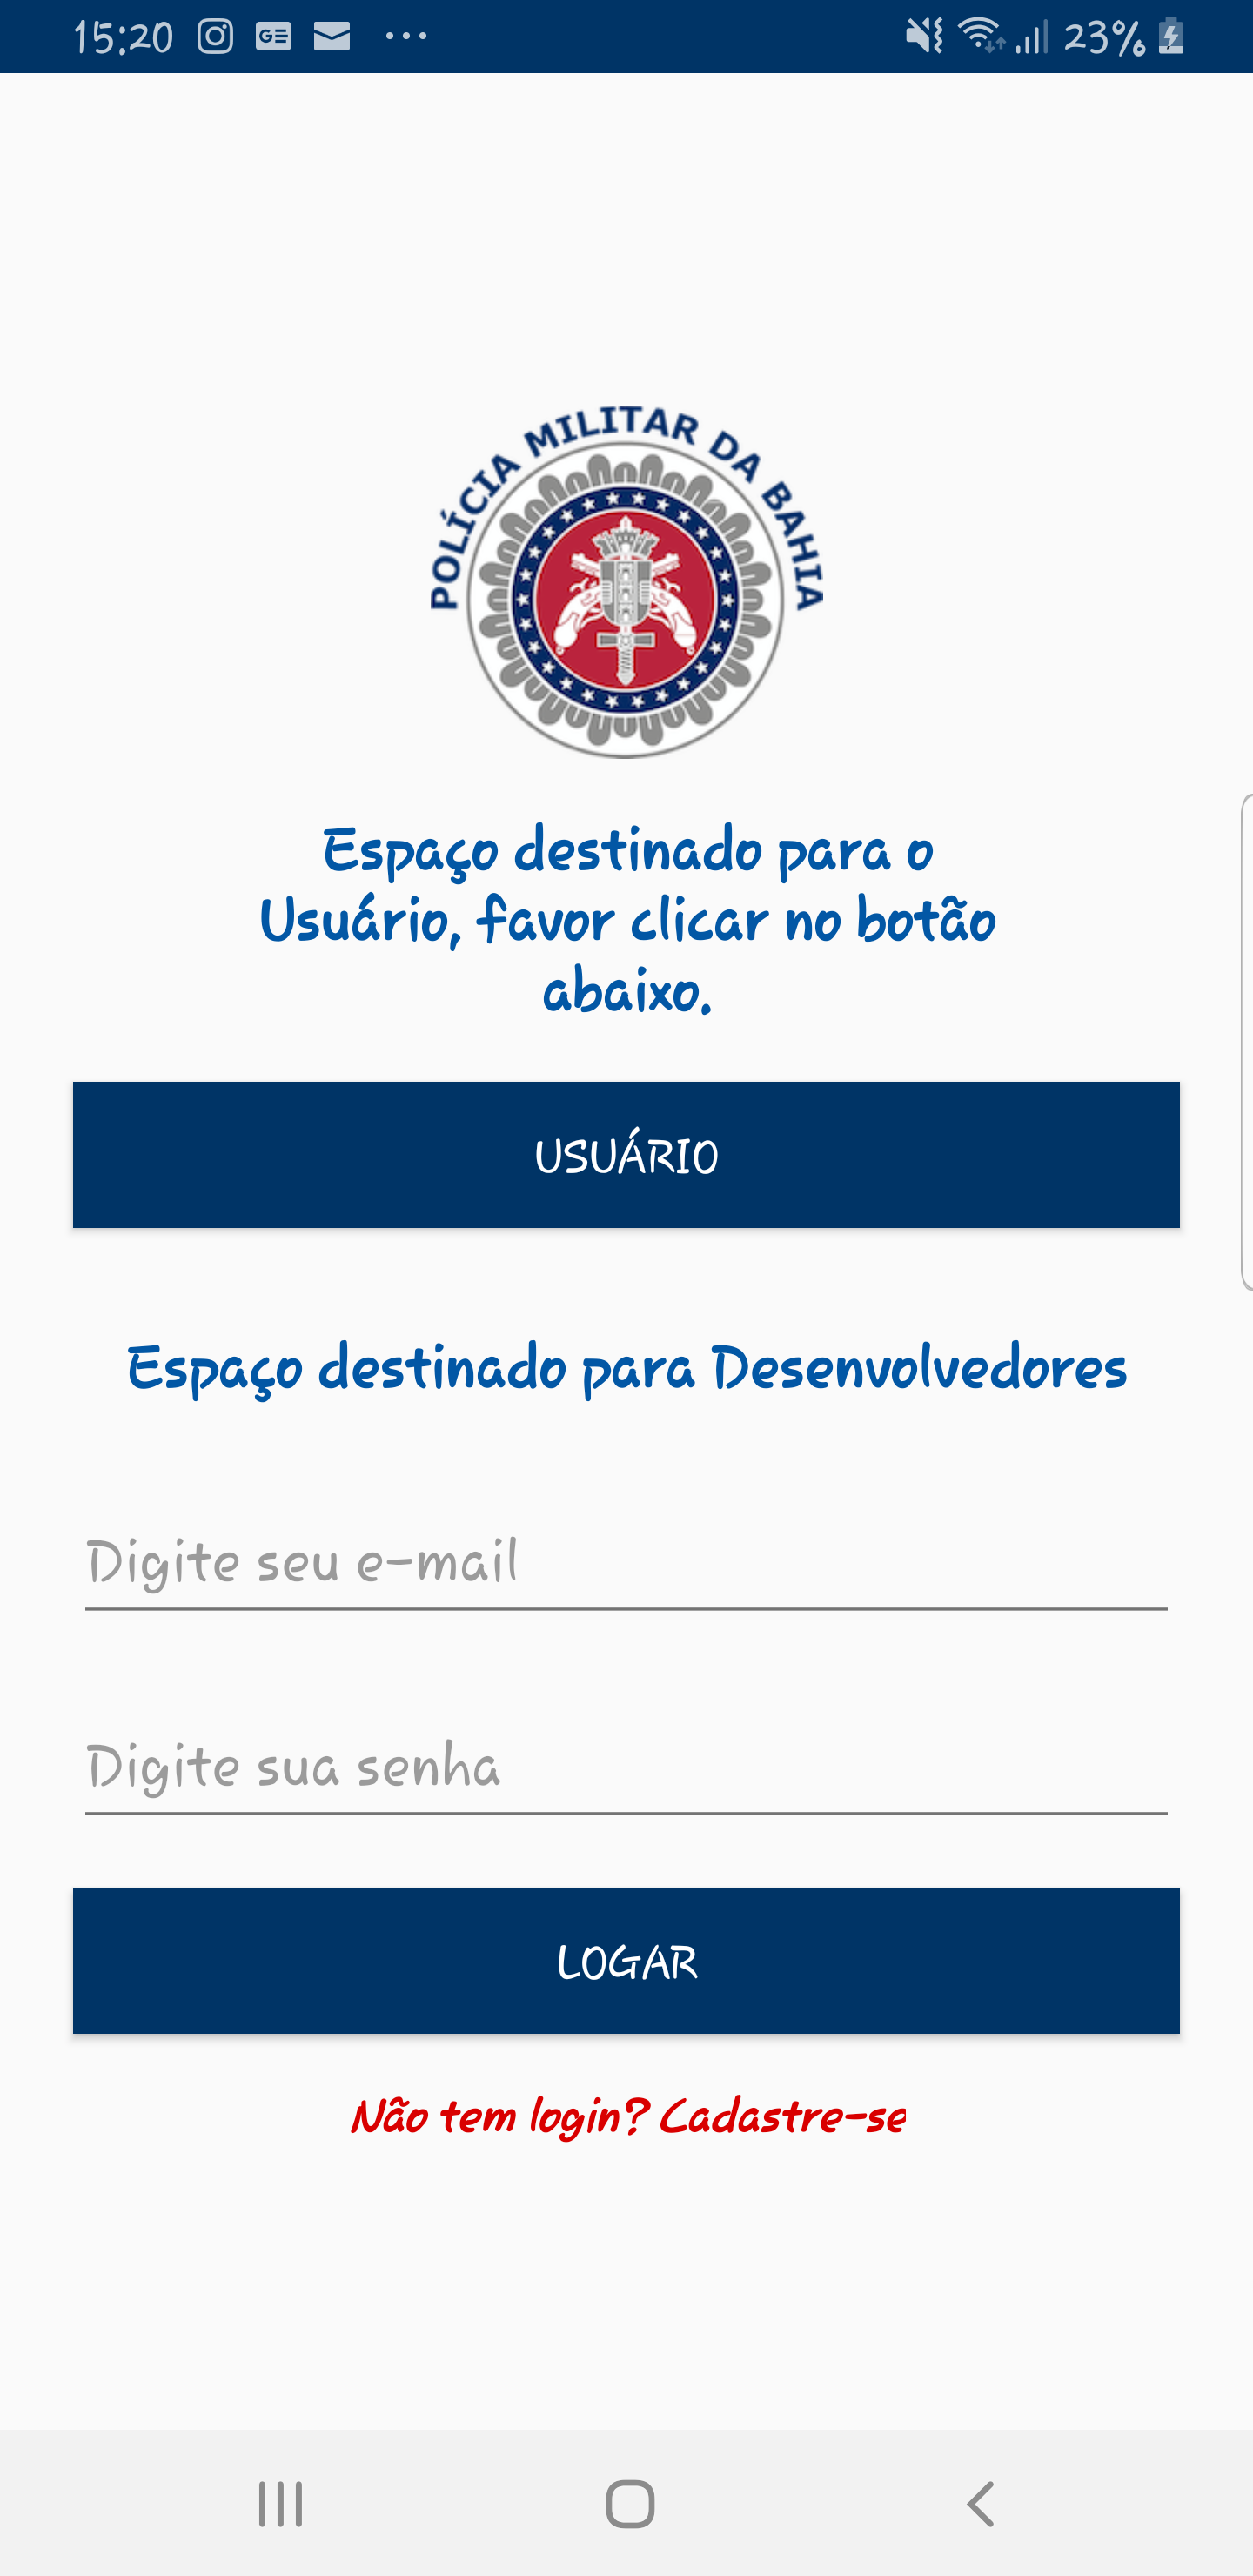 15:20
23%
POLÍCIA MILITAR DA BAHIA
Espaço destinado para o
Usuário, favor clicar no botão
abaixo.
USUÁRIO
Espaço destinado para Desenvolvedores
Digite seu e-mail
Digite sua senha
LOGAR
Não tem login? Cadastre-se